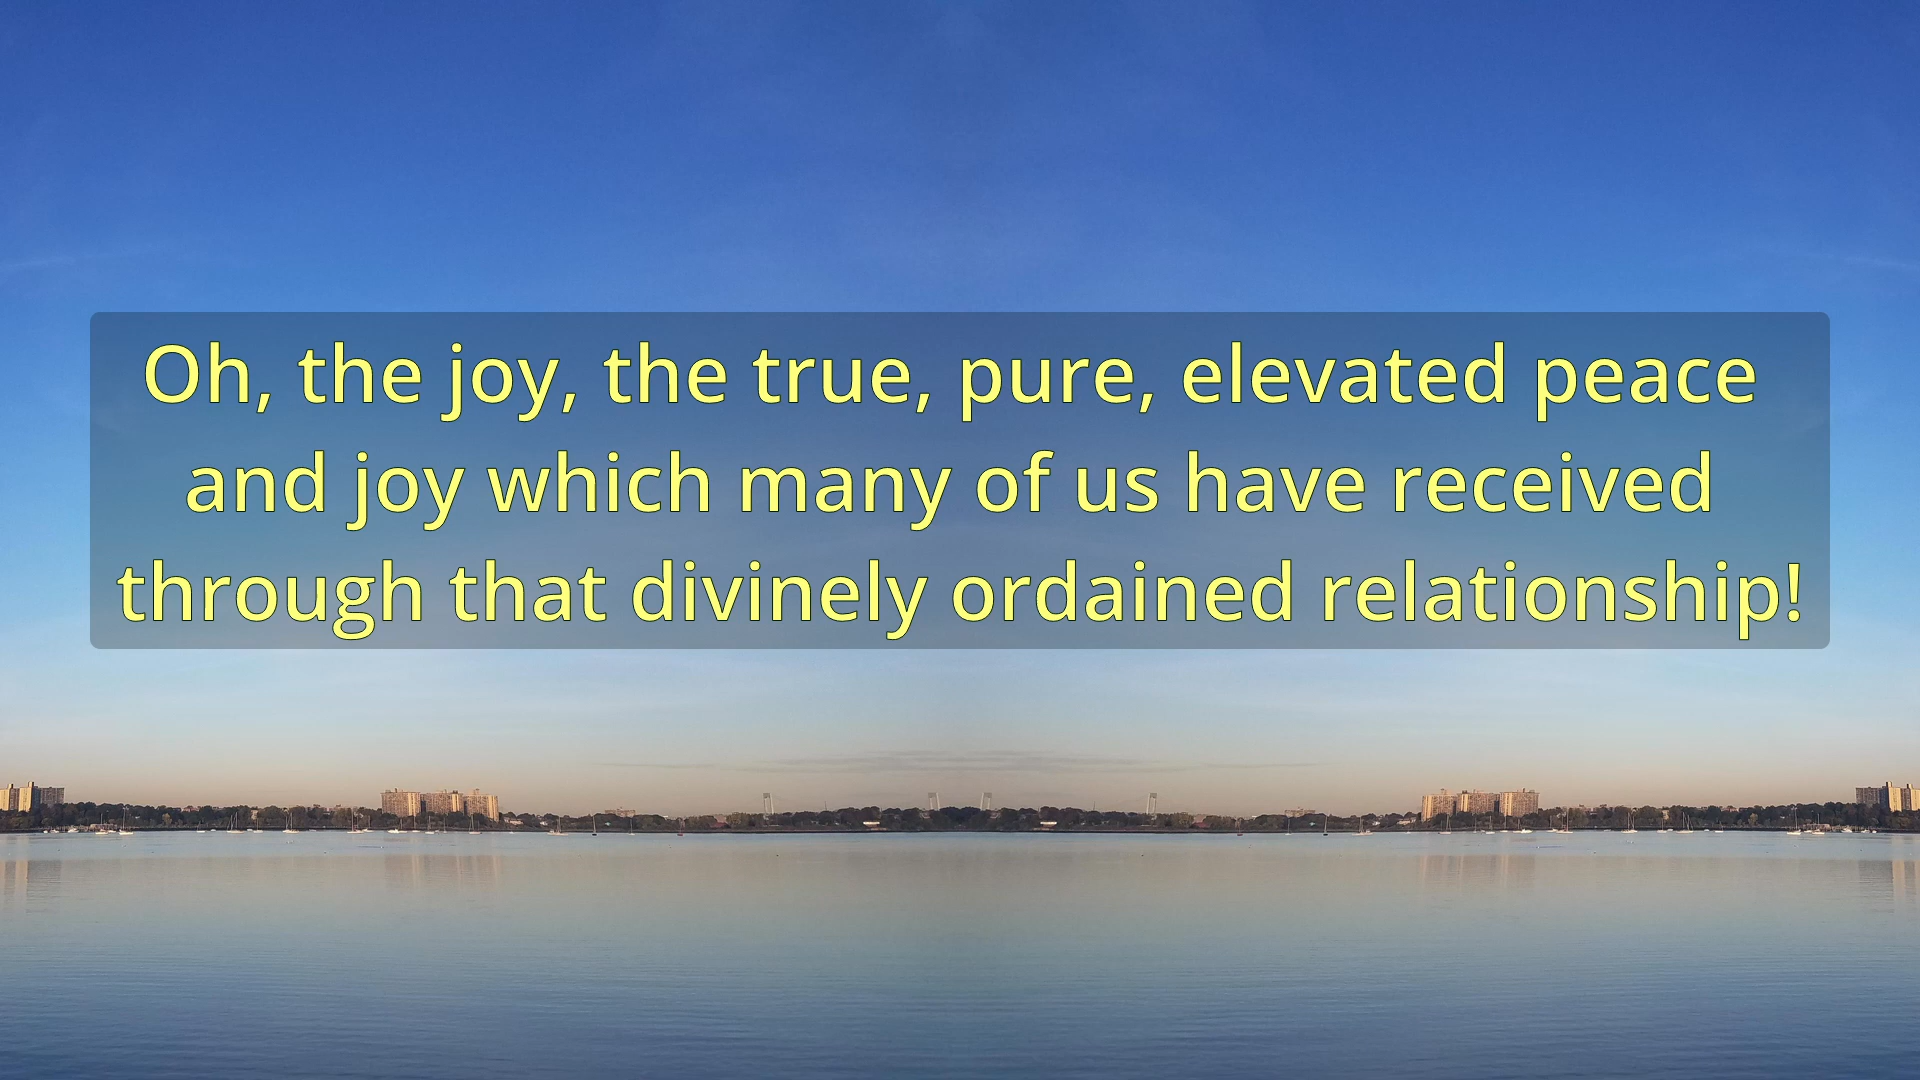 Oh, the joy, the true, pure, elevated peace
and joy which many of us have received
through that divinely ordained relationship!